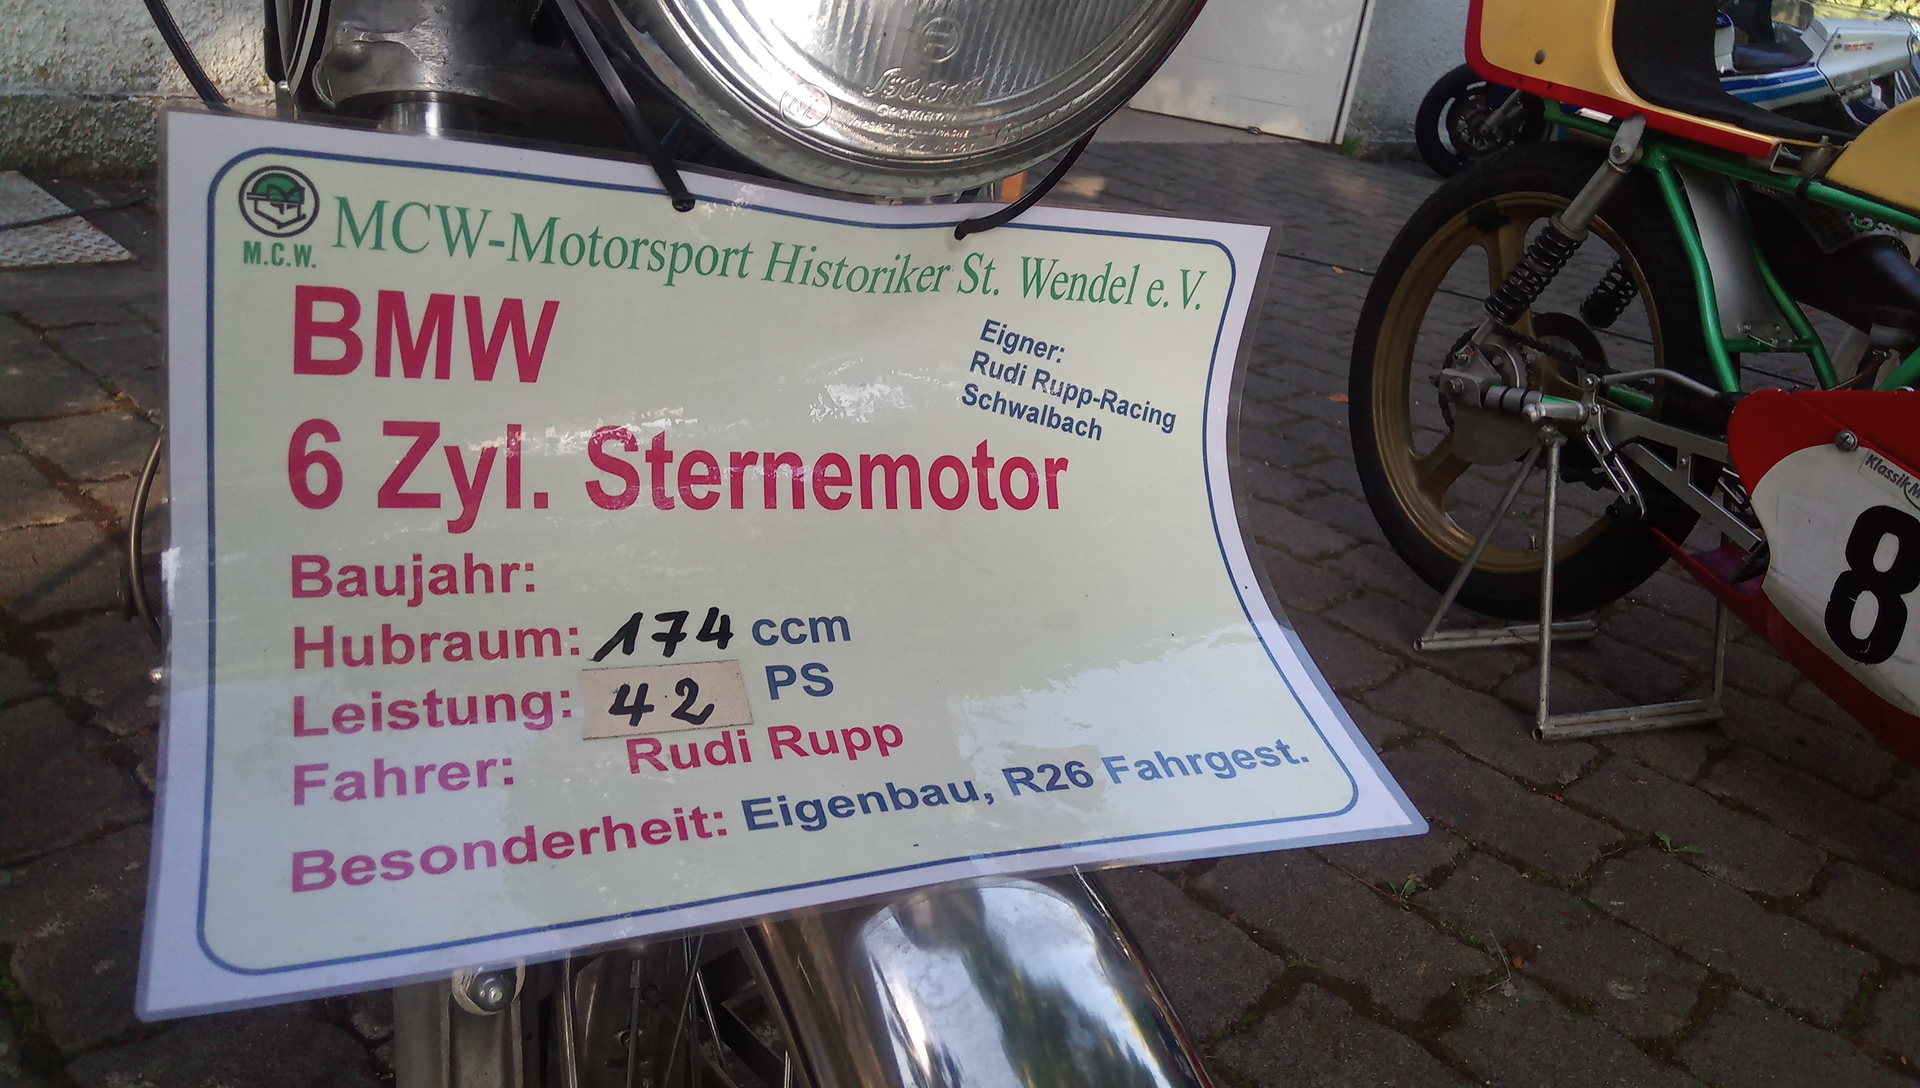 M.C.W.
MCW-Motorsport Historiker St. Wendel e.V.
BMW
Eigner:
Rudi Rupp-Racing
Schwalbach
6 Zyl. Sternemotor
Baujahr:
Hubraum: 174 ccm
Leistung: 42 PS
Fahrer: Rudi Rupp
Besonderheit: Eigenbau, R26 Fahrgest.
Klassik
8